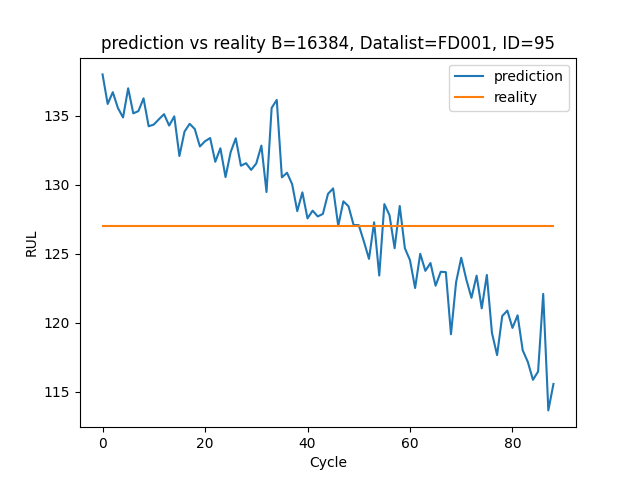 prediction vs reality B=16384, Datalist=FD001, ID=95
prediction
reality
135
130
125
120
115
RUL
0 20 40 60 80
Cycle